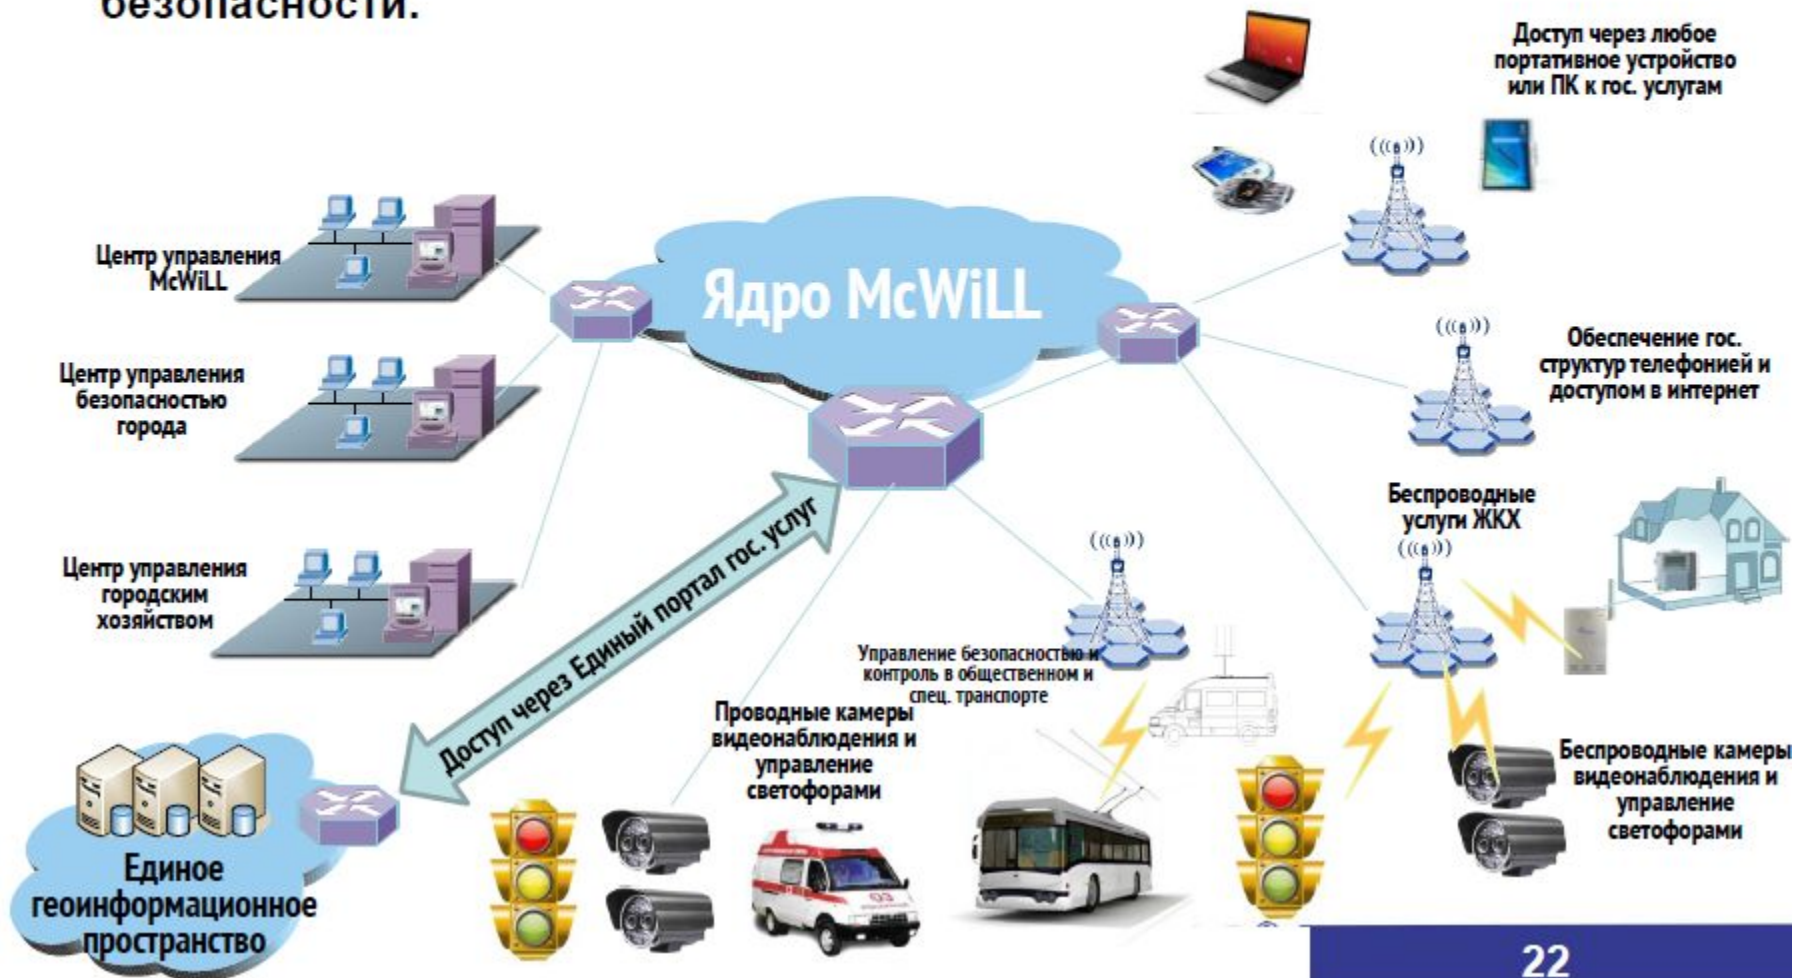 безопасности.
Доступ через любое
портативное устройство
или ПК к гос. услугам
Центр управления
McWiLL
Ядро McWiLL
Обеспечение гос.
структур телефонией и
доступом в интернет
Центр управления
безопасностью
города
Беспроводные
услуги ЖКХ
Центр управления
городским
хозяйством
Доступ через Единый портал гос. услуг
Управление безопасностью и
контроль в общественном и
спец. транспорте
Проводные камеры
видеонаблюдения и
управление
светофорами
Беспроводные камеры
видеонаблюдения и
управление
светофорами
Единое
геоинформационное
пространство
03
22